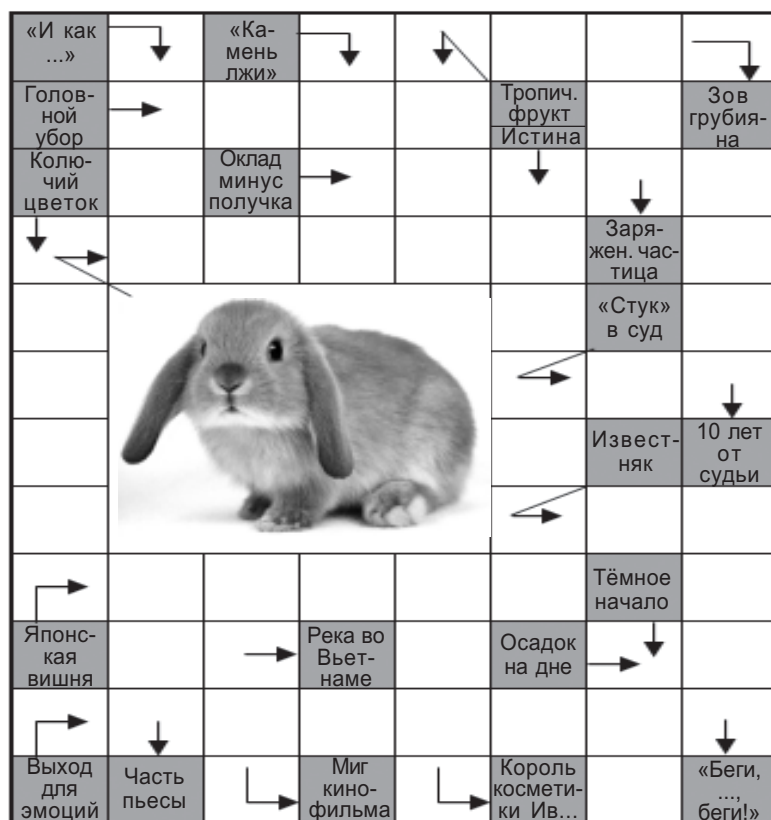 «И как
...»
«Ка-
мень
лжи»
Голов-
ной
убор
Тропич.
фрукт
Истина
Зов
грубия-
на
Колю-
чий
цветок
Оклад
минус
получка
Заря-
жен. час-
тица
«Стук»
в суд
Извест-
няк
10 лет
от
судьи
Тёмное
начало
Японс-
кая
вишня
Река во
Вьет-
наме
Осадок
на дне
Выход
для
эмоций
Часть
пьесы
Миг
кино-
фильма
Король
космети-
ки Ив...
«Беги,
...,
беги!»